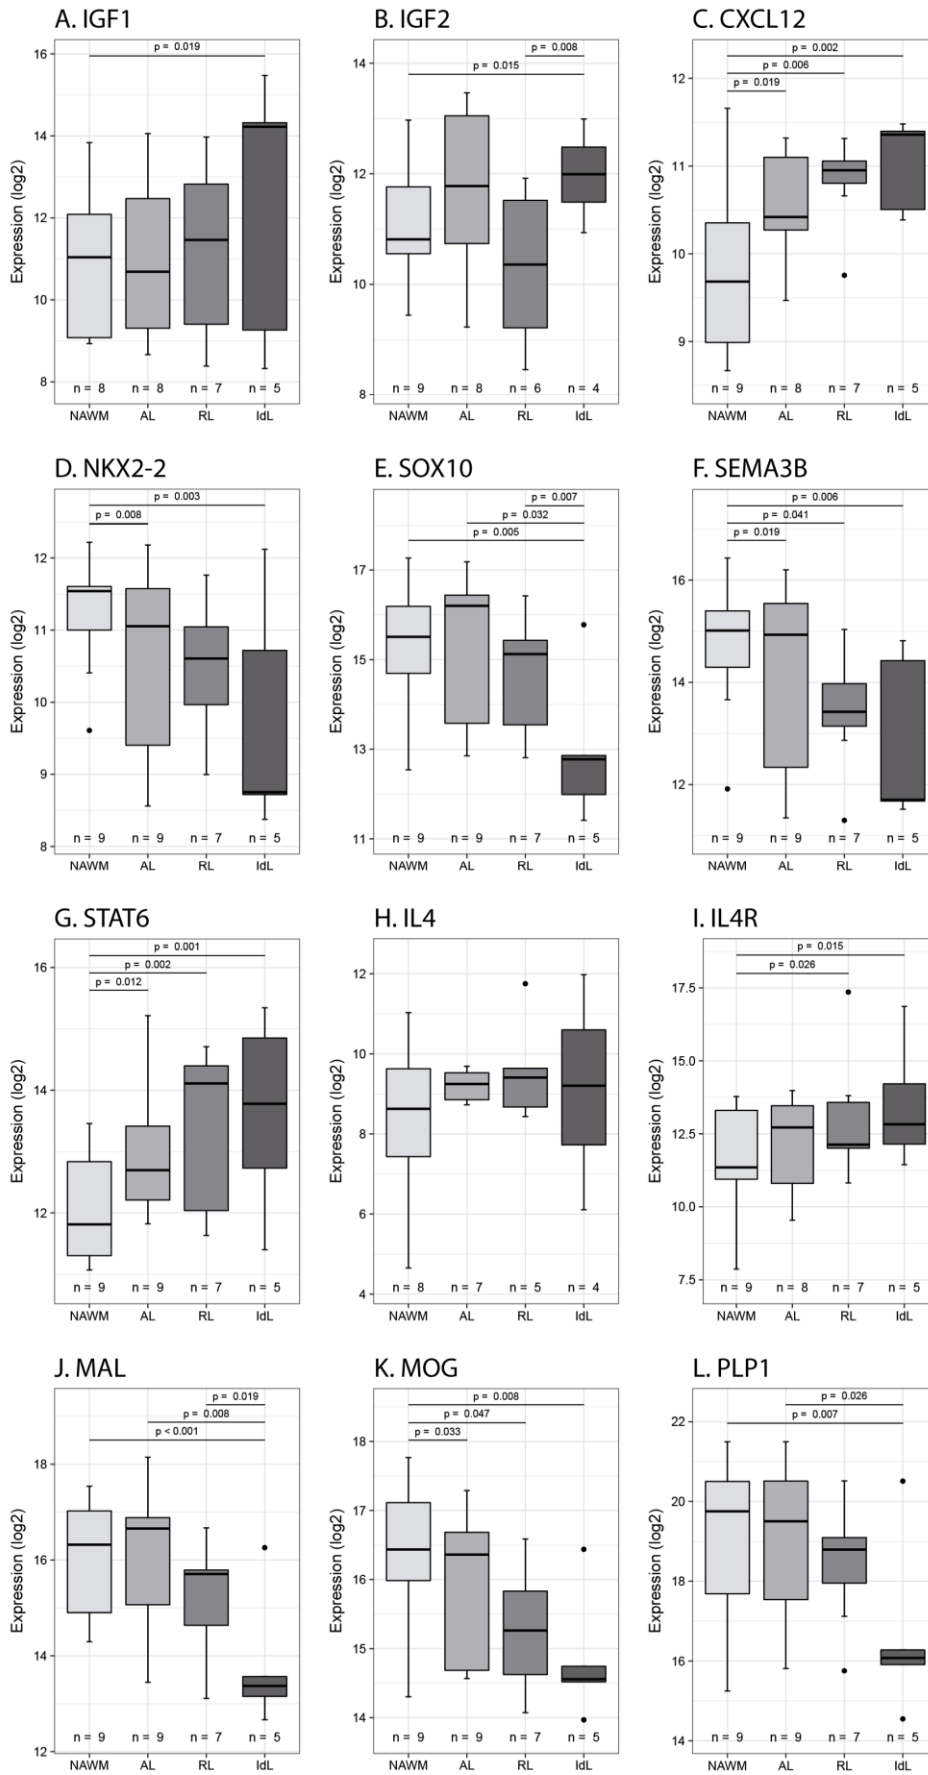 A. IGF1
p = 0.019
Expression (log2)
16
14
12
10
8
n = 8 n = 8 n = 7 n = 5
NAWM AL RL IdL
B. IGF2
p = 0.008
p = 0.015
Expression (log2)
14
12
10
8
n = 9 n = 8 n = 6 n = 4
NAWM AL RL IdL
C. CXCL12
p = 0.002
p = 0.006
p = 0.019
Expression (log2)
12
11
10
9
n = 9 n = 8 n = 7 n = 5
NAWM AL RL IdL
D. NKX2-2
p = 0.003
p = 0.008
Expression (log2)
12
11
10
9
8
n = 9 n = 9 n = 7 n = 5
NAWM AL RL IdL
E. SOX10
p = 0.007
p = 0.032
p = 0.005
Expression (log2)
17
15
13
11
n = 9 n = 9 n = 7 n = 5
NAWM AL RL IdL
F. SEMA3B
p = 0.006
p = 0.041
p = 0.019
Expression (log2)
16
14
12
n = 9 n = 9 n = 7 n = 5
NAWM AL RL IdL
G. STAT6
p = 0.001
p = 0.002
p = 0.012
Expression (log2)
16
14
12
n = 9 n = 9 n = 7 n = 5
NAWM AL RL IdL
H. IL4
Expression (log2)
12
10
8
6
4
n = 8 n = 7 n = 5 n = 4
NAWM AL RL IdL
I. IL4R
p = 0.015
p = 0.026
Expression (log2)
17.5
15.0
12.5
10.0
7.5
n = 9 n = 8 n = 7 n = 5
NAWM AL RL IdL
J. MAL
p = 0.019
p = 0.008
p < 0.001
Expression (log2)
18
16
14
12
n = 9 n = 9 n = 7 n = 5
NAWM AL RL IdL
K. MOG
p = 0.008
p = 0.047
p = 0.033
Expression (log2)
18
17
16
15
14
n = 9 n = 9 n = 7 n = 5
NAWM AL RL IdL
L. PLP1
p = 0.026
p = 0.007
Expression (log2)
22
20
18
16
14
n = 9 n = 9 n = 7 n = 5
NAWM AL RL IdL